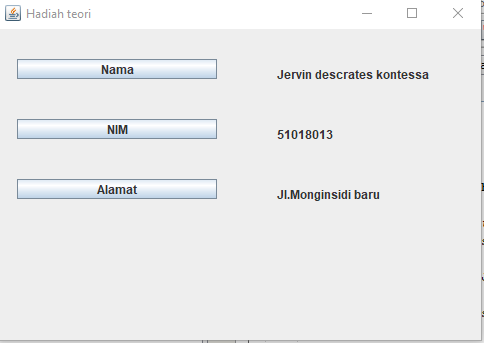 Hadiah teori
Nama
Jervin descrates kontessa
NIM
51018013
Alamat
Jl.Monginsidi baru